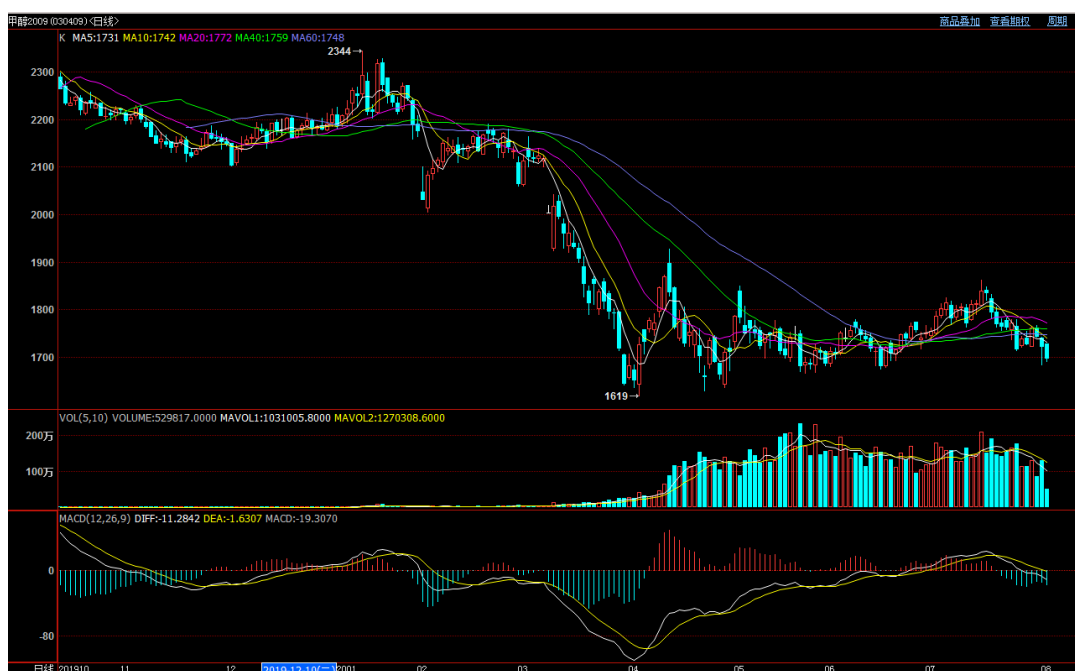 甲醇2009 (030409)<日线> 商品叠加 查看期权 周期
K MA5:1731 MA10:1742 MA20:1772 MA40:1759 MA60:1748
2344→
2300
2200
2100
2000
1900
1800
1700
1619→
VOL(5,10) VOLUME:529817.0000 MAVOL1:1031005.8000 MAVOL2:1270308.6000
200万
100万
MACD(12,26,9) DIFF:-11.2842 DEA:-1.6307 MACD:-19.3070
0
-80
日线 201910 11 12 2019-12-10(二) 2001 02 03 04 05 06 07 08